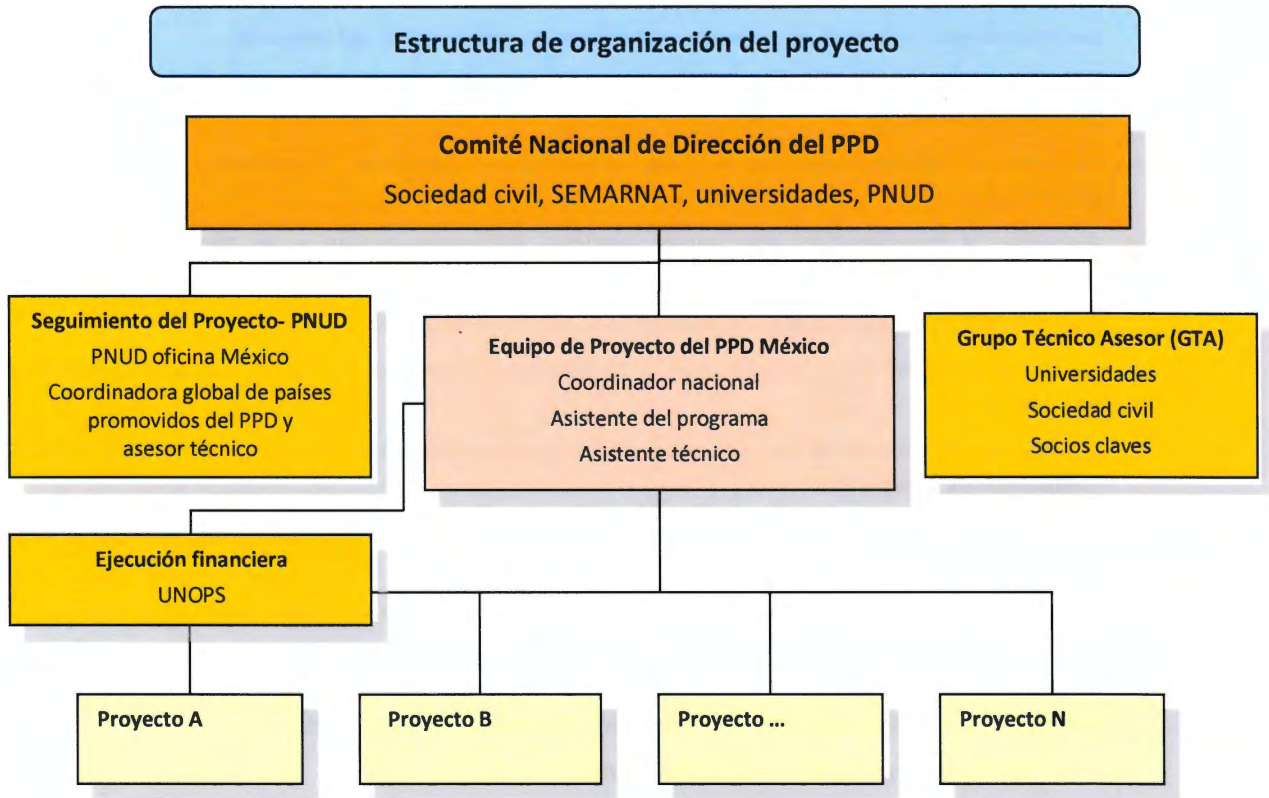 Estructura de organización del proyecto
Comité Nacional de Dirección del PPD
Sociedad civil, SEMARNAT, universidades, PNUD
Seguimiento del Proyecto- PNUD
PNUD oficina México
Coordinadora global de países
promovidos del PPD y
asesor técnico
Equipo de Proyecto del PPD México
Coordinador nacional
Asistente del programa
Asistente técnico
Grupo Técnico Asesor (GTA)
Universidades
Sociedad civil
Socios claves
Ejecución financiera
UNOPS
Proyecto A
Proyecto B
Proyecto ...
Proyecto N